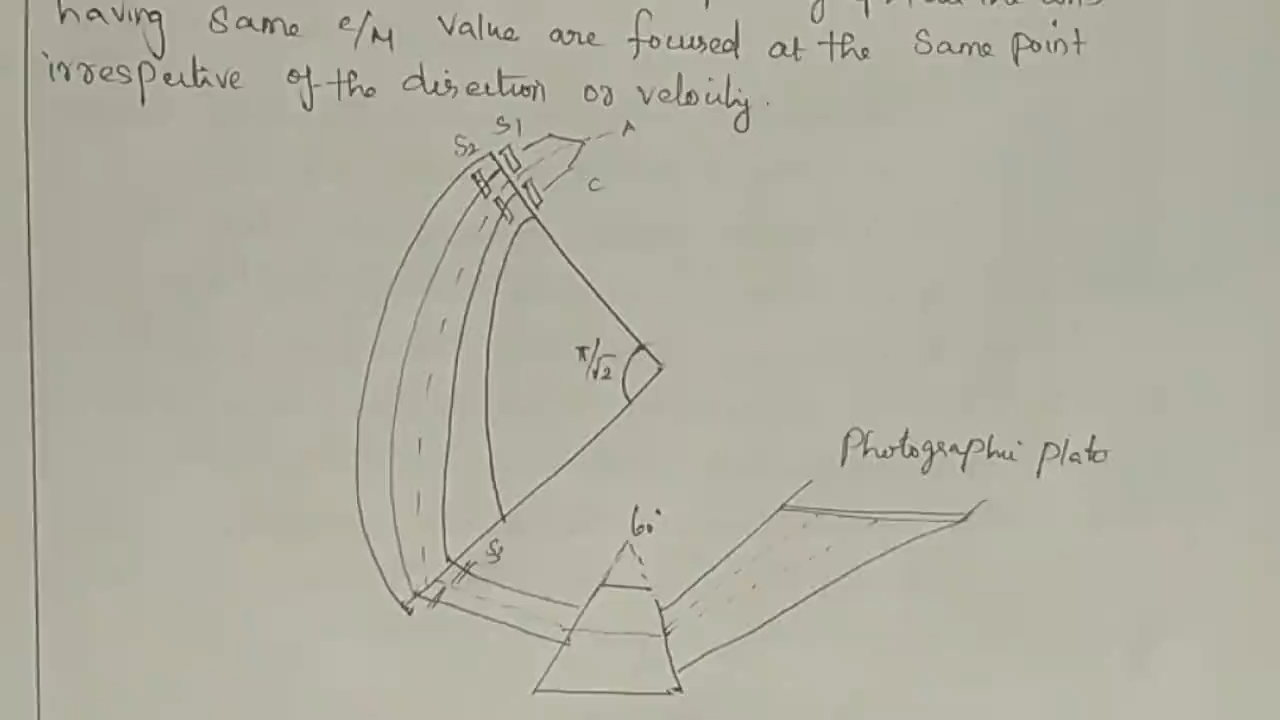 having same e/M value are focused at the same point
irrespective of the direction or velocity.
S1
A
S2
C
π/√2
Photographic plate
60°
S3